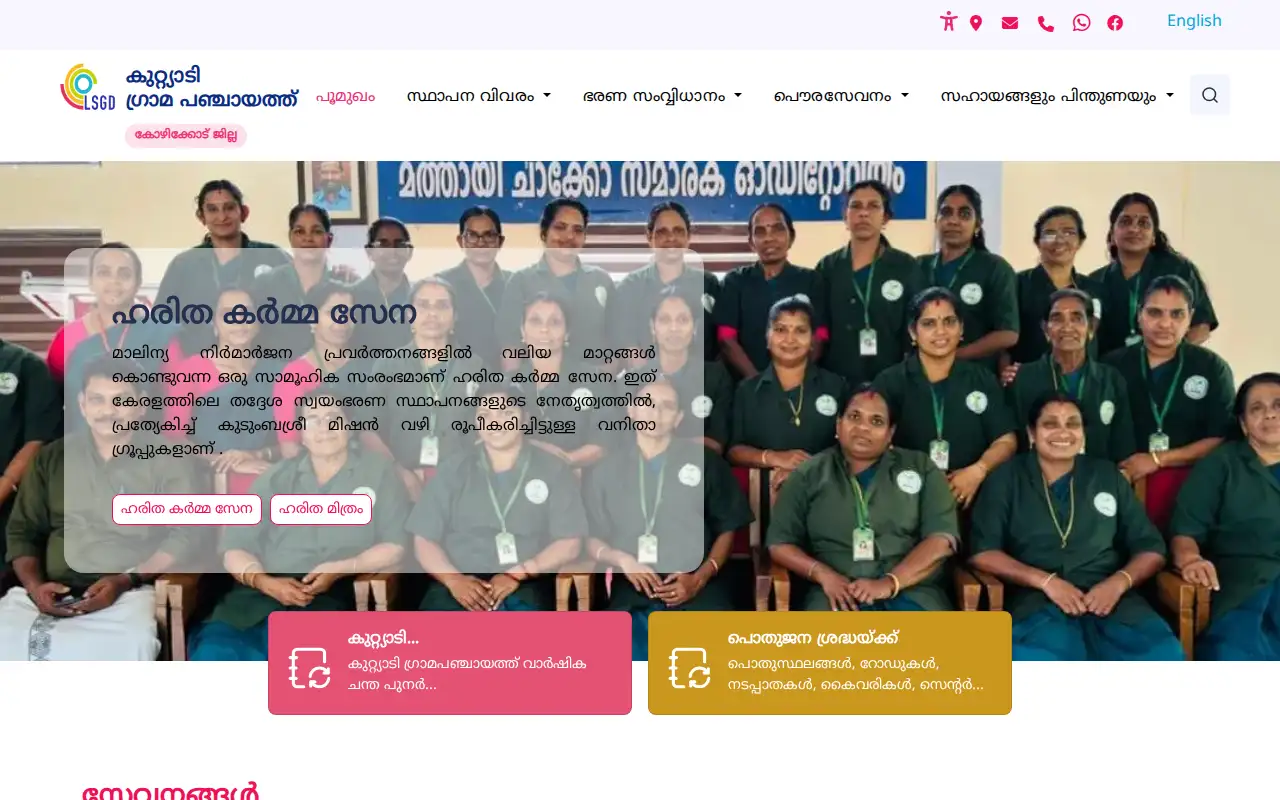 English
കുറ്റ്യാടി
ഗ്രാമ പഞ്ചായത്ത്
LSGD
കോഴിക്കോട് ജില്ല
പൂമുഖം
സ്ഥാപന വിവരം
ഭരണ സംവ്വിധാനം
പൌരസേവനം
സഹായങ്ങളും പിന്തുണയും
മത്തായി ചാക്കോ സ്മാരക ഓഡിറ്റോറിയം
ഹരിത കർമ്മ സേന
മാലിന്യ നിർമാർജന പ്രവർത്തനങ്ങളിൽ വലിയ മാറ്റങ്ങൾ
കൊണ്ടുവന്ന ഒരു സാമൂഹിക സംരംഭമാണ് ഹരിത കർമ്മ സേന. ഇത്
കേരളത്തിലെ തദ്ദേശ സ്വയംഭരണ സ്ഥാപനങ്ങളുടെ നേതൃത്വത്തിൽ,
പ്രത്യേകിച്ച് കുടുംബശ്രീ മിഷൻ വഴി രൂപീകരിച്ചിട്ടുള്ള വനിതാ
ഗ്രൂപ്പുകളാണ് .
ഹരിത കർമ്മ സേന
ഹരിത മിത്രം
കുറ്റ്യാടി...
കുറ്റ്യാടി ഗ്രാമപഞ്ചായത്ത് വാർഷിക
ചന്ത പുനർ...
പൊതുജന ശ്രദ്ധയ്ക്ക്
പൊതുസ്ഥലങ്ങൾ, റോഡുകൾ,
നടപ്പാതകൾ, കൈവരികൾ, സെന്റർ...
സേവനങ്ങൾ